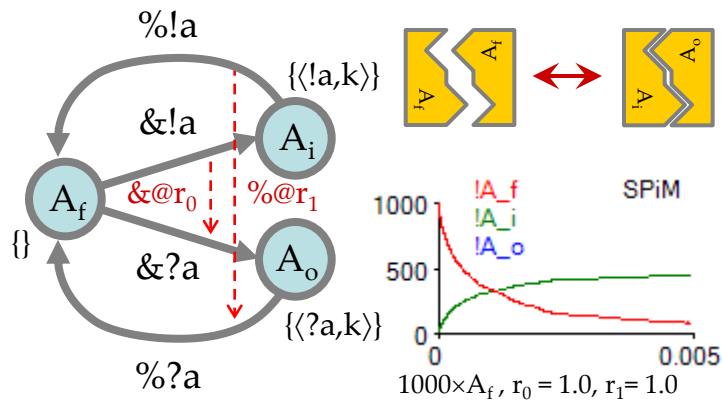 %!a
{⟨!a,k⟩}
&!a
A_i
A_f
&@r_0
%@r_1
{}
&?a
A_o
{⟨?a,k⟩}
%?a
A_f
A_f
A_i
A_o
!A_f
SPiM
!A_i
!A_o
1000
500
0
0
0.005
1000×A_f, r_0 = 1.0, r_1= 1.0